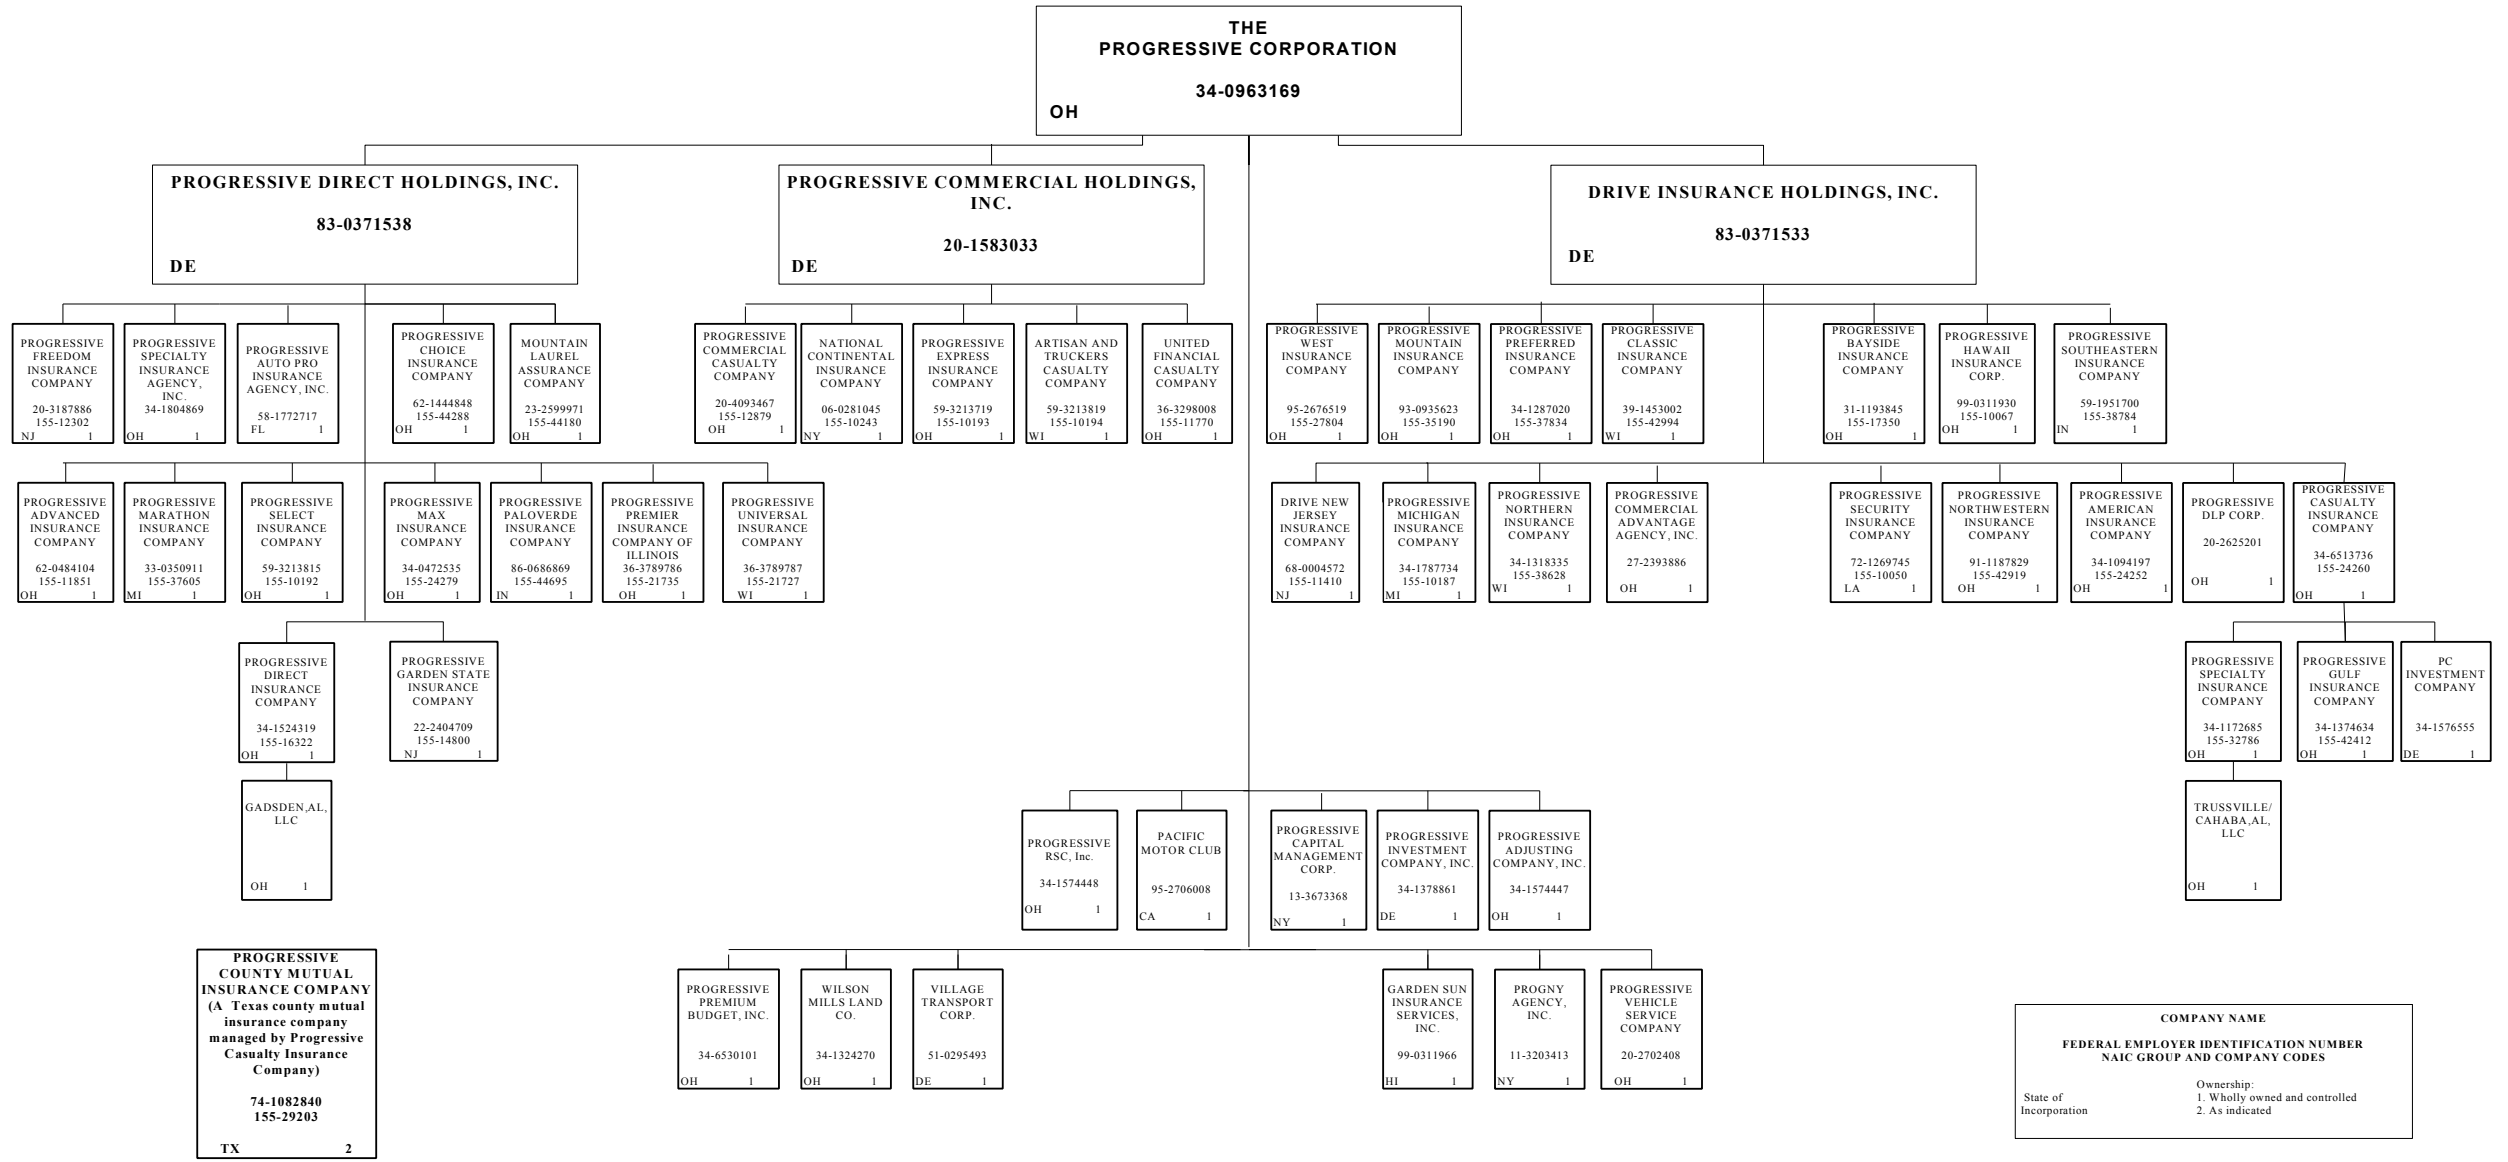 THE
PROGRESSIVE CORPORATION
34-0963169
OH
PROGRESSIVE DIRECT HOLDINGS, INC.
83-0371538
DE
PROGRESSIVE COMMERCIAL HOLDINGS,
INC.
20-1583033
DE
DRIVE INSURANCE HOLDINGS, INC.
83-0371533
DE
PROGRESSIVE
FREEDOM
INSURANCE
COMPANY
20-3187886
155-12302
NJ 1
PROGRESSIVE
SPECIALTY
INSURANCE
AGENCY,
INC.
34-1804869
OH 1
PROGRESSIVE
AUTO PRO
INSURANCE
AGENCY, INC.
58-1772717
FL 1
PROGRESSIVE
CHOICE
INSURANCE
COMPANY
62-1444848
155-44288
OH 1
MOUNTAIN
LAUREL
ASSURANCE
COMPANY
23-2599971
155-44180
OH 1
PROGRESSIVE
COMMERCIAL
CASUALTY
COMPANY
20-4093467
155-12879
OH 1
NATIONAL
CONTINENTAL
INSURANCE
COMPANY
06-0281045
155-10243
NY 1
PROGRESSIVE
EXPRESS
INSURANCE
COMPANY
59-3213719
155-10193
OH 1
ARTISAN AND
TRUCKERS
CASUALTY
COMPANY
59-3213819
155-10194
WI 1
UNITED
FINANCIAL
CASUALTY
COMPANY
36-3298008
155-11770
OH 1
PROGRESSIVE
WEST
INSURANCE
COMPANY
95-2676519
155-27804
OH 1
PROGRESSIVE
MOUNTAIN
INSURANCE
COMPANY
93-0935623
155-35190
OH 1
PROGRESSIVE
PREFERRED
INSURANCE
COMPANY
34-1287020
155-37834
OH 1
PROGRESSIVE
CLASSIC
INSURANCE
COMPANY
39-1453002
155-42994
WI 1
PROGRESSIVE
BAYSIDE
INSURANCE
COMPANY
31-1193845
155-17350
OH 1
PROGRESSIVE
HAWAII
INSURANCE
CORP.
99-0311930
155-10067
OH 1
PROGRESSIVE
SOUTHEASTERN
INSURANCE
COMPANY
59-1951700
155-38784
IN 1
PROGRESSIVE
ADVANCED
INSURANCE
COMPANY
62-0484104
155-11851
OH 1
PROGRESSIVE
MARATHON
INSURANCE
COMPANY
33-0350911
155-37605
MI 1
PROGRESSIVE
SELECT
INSURANCE
COMPANY
59-3213815
155-10192
OH 1
PROGRESSIVE
MAX
INSURANCE
COMPANY
34-0472535
155-24279
OH 1
PROGRESSIVE
PALOVERDE
INSURANCE
COMPANY
86-0686869
155-44695
IN 1
PROGRESSIVE
PREMIER
INSURANCE
COMPANY OF
ILLINOIS
36-3789786
155-21735
OH 1
PROGRESSIVE
UNIVERSAL
INSURANCE
COMPANY
36-3789787
155-21727
WI 1
DRIVE NEW
JERSEY
INSURANCE
COMPANY
68-0004572
155-11410
NJ 1
PROGRESSIVE
MICHIGAN
INSURANCE
COMPANY
34-1787734
155-10187
MI 1
PROGRESSIVE
NORTHERN
INSURANCE
COMPANY
34-1318335
155-38628
WI 1
PROGRESSIVE
COMMERCIAL
ADVANTAGE
AGENCY, INC.
27-2393886
OH 1
PROGRESSIVE
SECURITY
INSURANCE
COMPANY
72-1269745
155-10050
LA 1
PROGRESSIVE
NORTHWESTERN
INSURANCE
COMPANY
91-1187829
155-42919
OH 1
PROGRESSIVE
AMERICAN
INSURANCE
COMPANY
34-1094197
155-24252
OH 1
PROGRESSIVE
DLP CORP.
20-2625201
OH 1
PROGRESSIVE
CASUALTY
INSURANCE
COMPANY
34-6513736
155-24260
OH 1
PROGRESSIVE
DIRECT
INSURANCE
COMPANY
34-1524319
155-16322
OH 1
PROGRESSIVE
GARDEN STATE
INSURANCE
COMPANY
22-2404709
155-14800
NJ 1
PROGRESSIVE
SPECIALTY
INSURANCE
COMPANY
34-1172685
155-32786
OH 1
PROGRESSIVE
GULF
INSURANCE
COMPANY
34-1374634
155-42412
OH 1
PC
INVESTMENT
COMPANY
34-1576555
DE 1
GADSDEN,AL,
LLC
OH 1
TRUSSVILLE/
CAHABA,AL,
LLC
OH 1
PROGRESSIVE
RSC, Inc.
34-1574448
OH 1
PACIFIC
MOTOR CLUB
95-2706008
CA 1
PROGRESSIVE
CAPITAL
MANAGEMENT
CORP.
13-3673368
NY 1
PROGRESSIVE
INVESTMENT
COMPANY, INC.
34-1378861
DE 1
PROGRESSIVE
ADJUSTING
COMPANY, INC.
34-1574447
OH 1
PROGRESSIVE
COUNTY MUTUAL
INSURANCE COMPANY
(A Texas county mutual
insurance company
managed by Progressive
Casualty Insurance
Company)
74-1082840
155-29203
TX 2
PROGRESSIVE
PREMIUM
BUDGET, INC.
34-6530101
OH 1
WILSON
MILLS LAND
CO.
34-1324270
OH 1
VILLAGE
TRANSPORT
CORP.
51-0295493
DE 1
GARDEN SUN
INSURANCE
SERVICES,
INC.
99-0311966
HI 1
PROGNY
AGENCY,
INC.
11-3203413
NY 1
PROGRESSIVE
VEHICLE
SERVICE
COMPANY
20-2702408
OH 1
COMPANY NAME
FEDERAL EMPLOYER IDENTIFICATION NUMBER
NAIC GROUP AND COMPANY CODES
Ownership:
State of 1. Wholly owned and controlled
Incorporation 2. As indicated